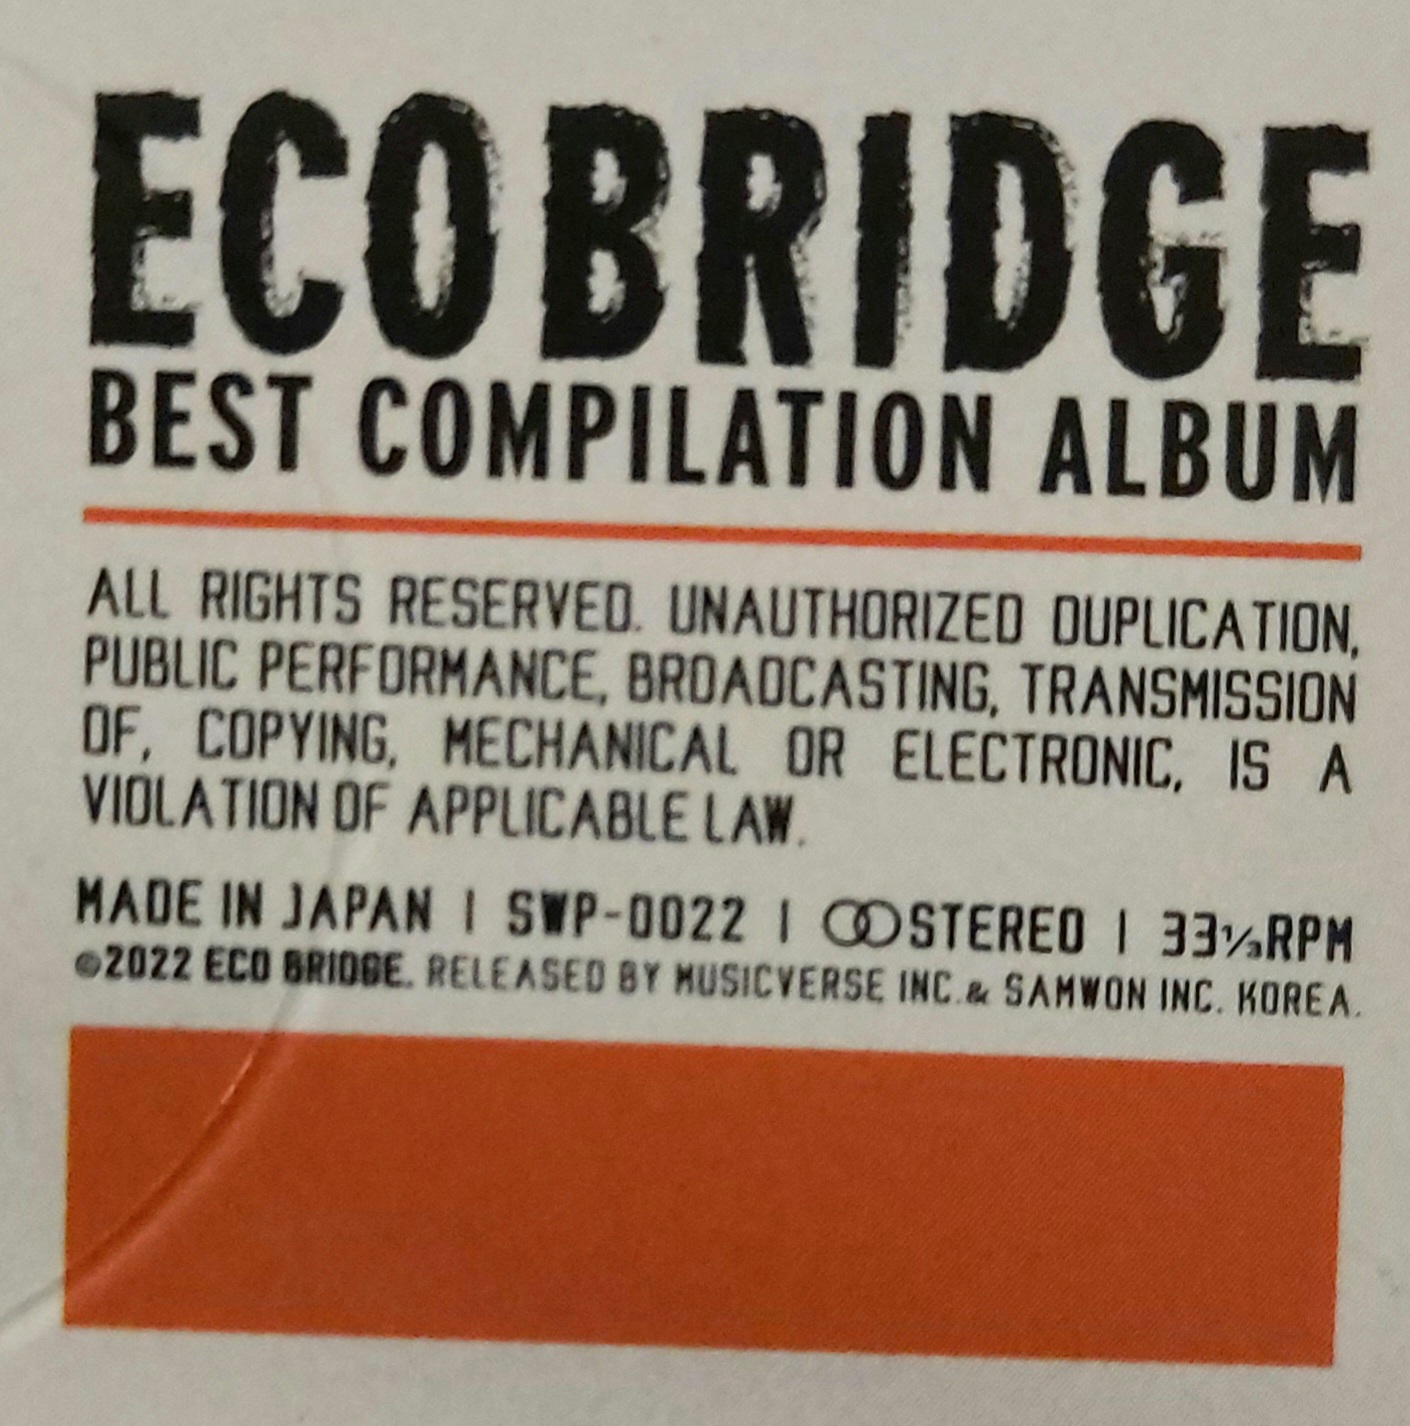 ECOBRIDGE
BEST COMPILATION ALBUM
ALL RIGHTS RESERVED. UNAUTHORIZED DUPLICATION,
PUBLIC PERFORMANCE, BROADCASTING, TRANSMISSION
OF, COPYING, MECHANICAL OR ELECTRONIC, IS A
VIOLATION OF APPLICABLE LAW.
MADE IN JAPAN | SWP-0022 | STEREO | 33⅓RPM
©2022 ECO BRIDGE. RELEASED BY MUSICVERSE INC.& SAMWON INC. KOREA.